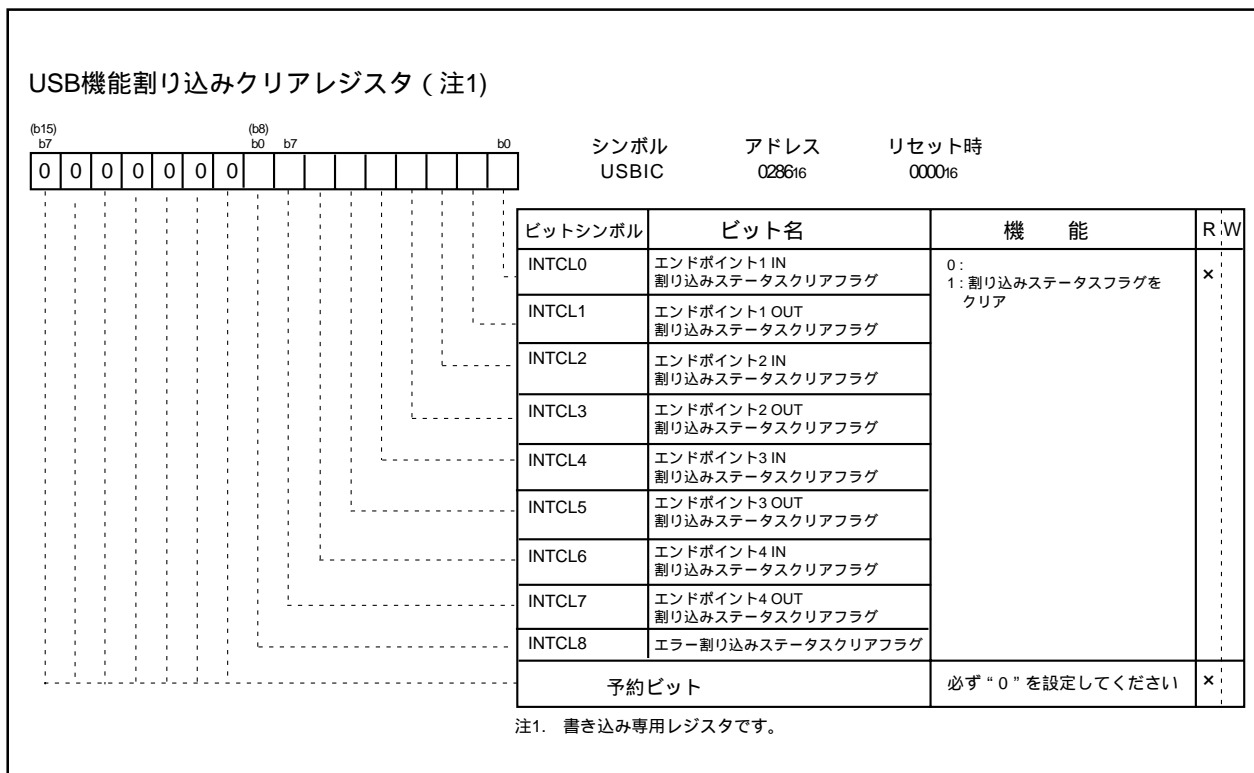 USB機能割り込みクリアレジスタ ( 注1)
(b15) (b8)
b7 b0 b7 b0
シンボル アドレス リセット時
0 0 0 0 0 0 0
USBIC 028616 000016
ビットシンボル ビット名 機 能 R W
INTCL0 エンドポイント1 IN
割り込みステータスクリアフラグ
0 :
1 : 割り込みステータスフラグを
クリア
×
INTCL1 エンドポイント1 OUT
割り込みステータスクリアフラグ
INTCL2 エンドポイント2 IN
割り込みステータスクリアフラグ
INTCL3 エンドポイント2 OUT
割り込みステータスクリアフラグ
INTCL4 エンドポイント3 IN
割り込みステータスクリアフラグ
INTCL5 エンドポイント3 OUT
割り込みステータスクリアフラグ
INTCL6 エンドポイント4 IN
割り込みステータスクリアフラグ
INTCL7 エンドポイント4 OUT
割り込みステータスクリアフラグ
INTCL8 エラー割り込みステータスクリアフラグ
予約ビット 必ず “ 0 ” を設定してください ×
注1. 書き込み専用レジスタです。